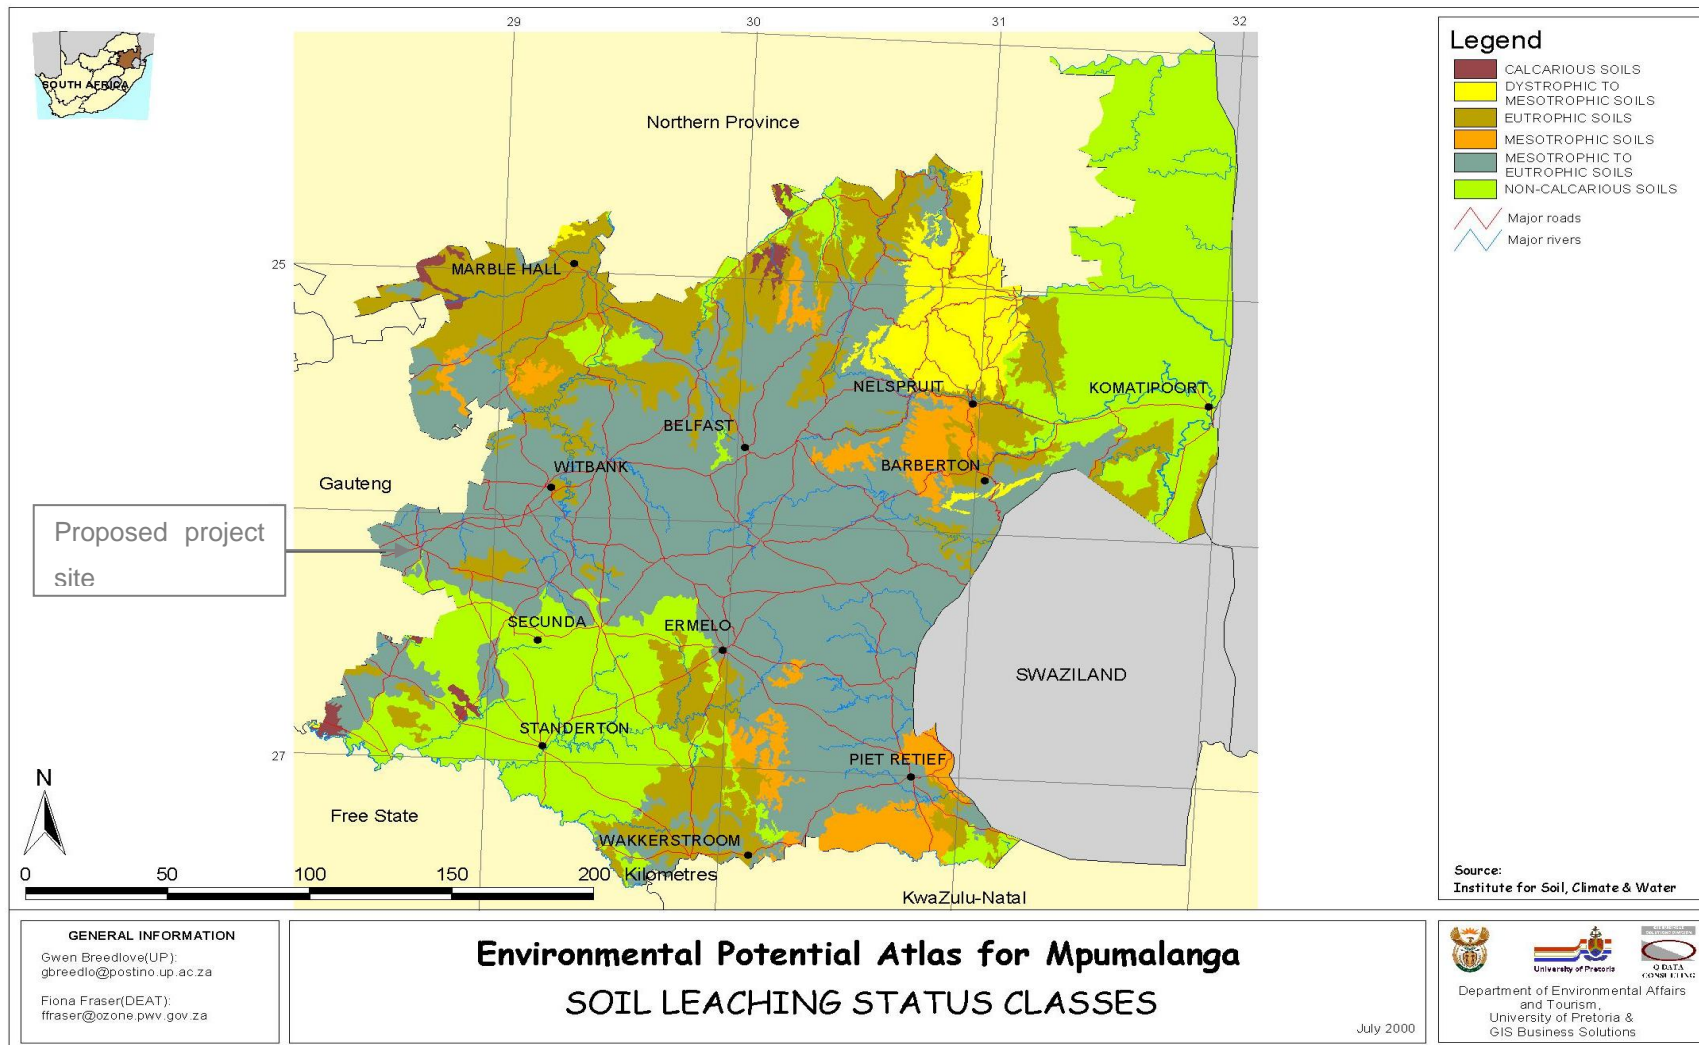 29
30
31
32
SOUTH AFRICA
Northern Province
25
MARBLE HALL
NELSPRUIT
KOMATIPOORT
BELFAST
WITBANK
BARBERTON
Gauteng
Proposed project
site
SECUNDA
ERMELO
SWAZILAND
STANDERTON
27
PIET RETIEF
N
Free State
WAKKERSTROOM
0 50 100 150 200 Kilometres
KwaZulu-Natal
Legend
CALCARIOUS SOILS
DYSTROPHIC TO
MESOTROPHIC SOILS
EUTROPHIC SOILS
MESOTROPHIC SOILS
MESOTROPHIC TO
EUTROPHIC SOILS
NON-CALCARIOUS SOILS
Major roads
Major rivers
Source:
Institute for Soil, Climate & Water
GENERAL INFORMATION
Gwen Breedlove(UP):
gbreedlo@postino.up.ac.za
Fiona Fraser(DEAT):
ffraser@ozone.pwv.gov.za
Environmental Potential Atlas for Mpumalanga
SOIL LEACHING STATUS CLASSES
July 2000
University of Pretoria
Q DATA
CONSULTING
Department of Environmental Affairs
and Tourism,
University of Pretoria &
GIS Business Solutions